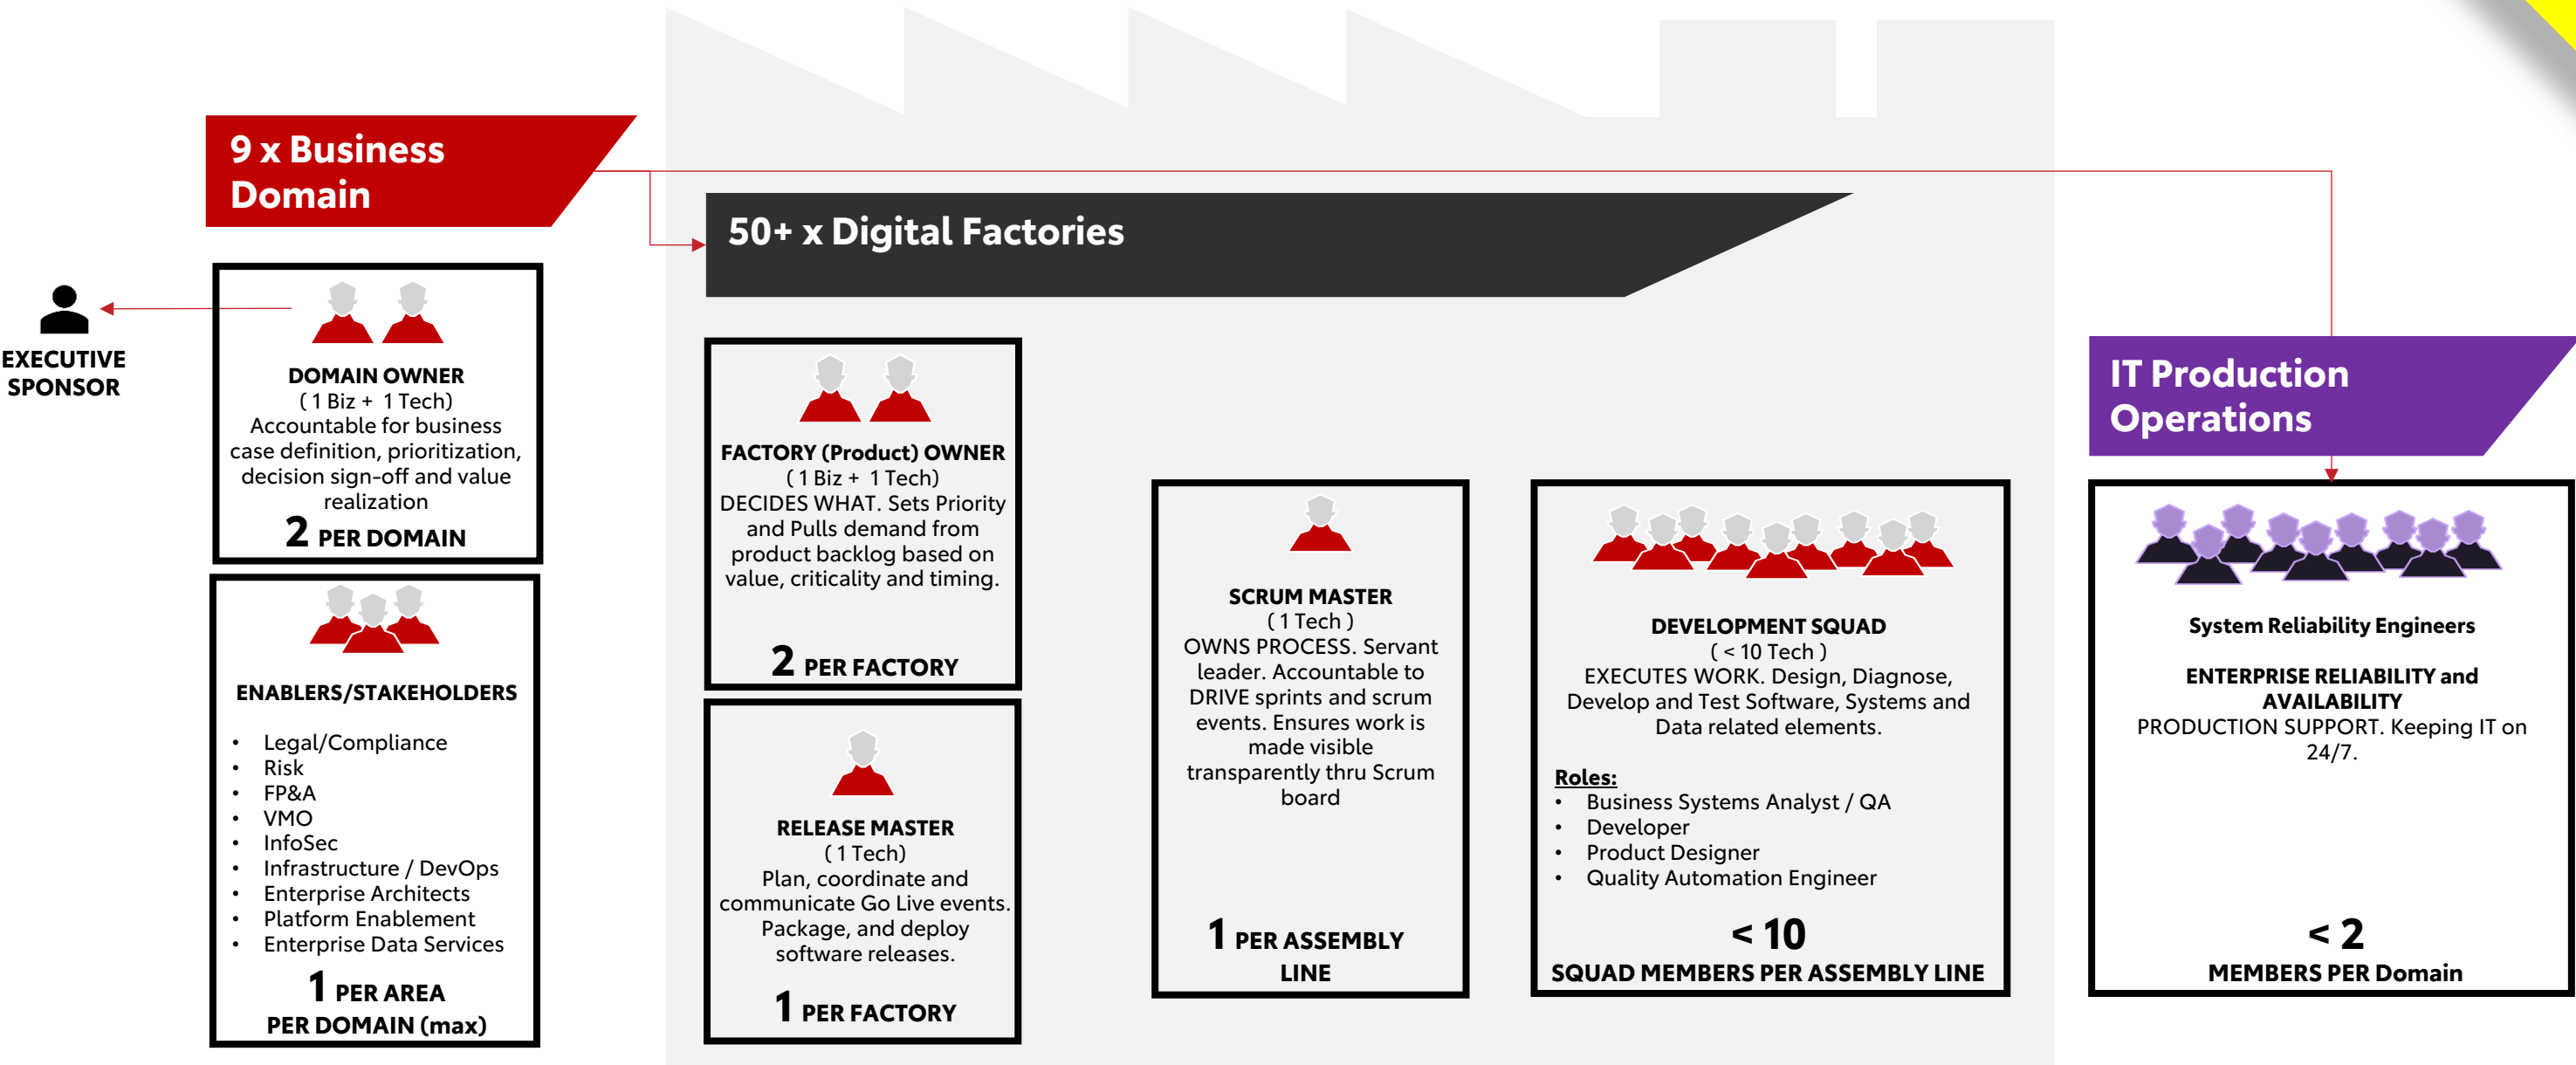 9 x Business
Domain
50+ x Digital Factories
EXECUTIVE
SPONSOR
DOMAIN OWNER
( 1 Biz + 1 Tech)
Accountable for business
case definition, prioritization,
decision sign-off and value
realization
2 PER DOMAIN
ENABLERS/STAKEHOLDERS
• Legal/Compliance
• Risk
• FP&A
• VMO
• InfoSec
• Infrastructure / DevOps
• Enterprise Architects
• Platform Enablement
• Enterprise Data Services
1 PER AREA
PER DOMAIN (max)
FACTORY (Product) OWNER
( 1 Biz + 1 Tech)
DECIDES WHAT. Sets Priority
and Pulls demand from
product backlog based on
value, criticality and timing.
2 PER FACTORY
RELEASE MASTER
( 1 Tech)
Plan, coordinate and
communicate Go Live events.
Package, and deploy
software releases.
1 PER FACTORY
SCRUM MASTER
( 1 Tech )
OWNS PROCESS. Servant
leader. Accountable to
DRIVE sprints and scrum
events. Ensures work is
made visible
transparently thru Scrum
board
1 PER ASSEMBLY
LINE
DEVELOPMENT SQUAD
( < 10 Tech )
EXECUTES WORK. Design, Diagnose,
Develop and Test Software, Systems and
Data related elements.
Roles:
• Business Systems Analyst / QA
• Developer
• Product Designer
• Quality Automation Engineer
< 10
SQUAD MEMBERS PER ASSEMBLY LINE
IT Production
Operations
System Reliability Engineers
ENTERPRISE RELIABILITY and
AVAILABILITY
PRODUCTION SUPPORT. Keeping IT on
24/7.
< 2
MEMBERS PER Domain